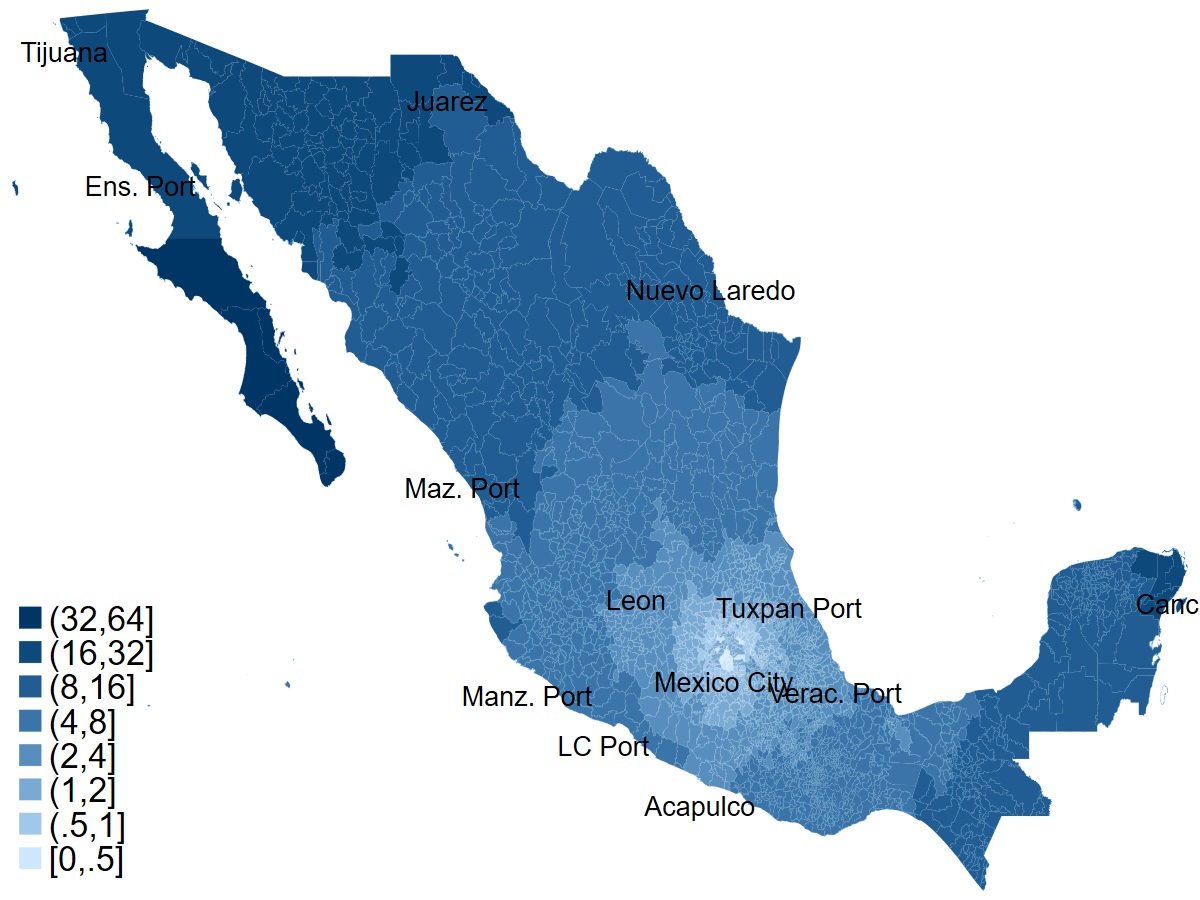 Tijuana
Juarez
Ens. Port
Nuevo Laredo
Maz. Port
Leon
Tuxpan Port
Canc
Mexico City
Verac. Port
Manz. Port
LC Port
Acapulco
(32,64]
(16,32]
(8,16]
(4,8]
(2,4]
(1,2]
(.5,1]
[0,.5]